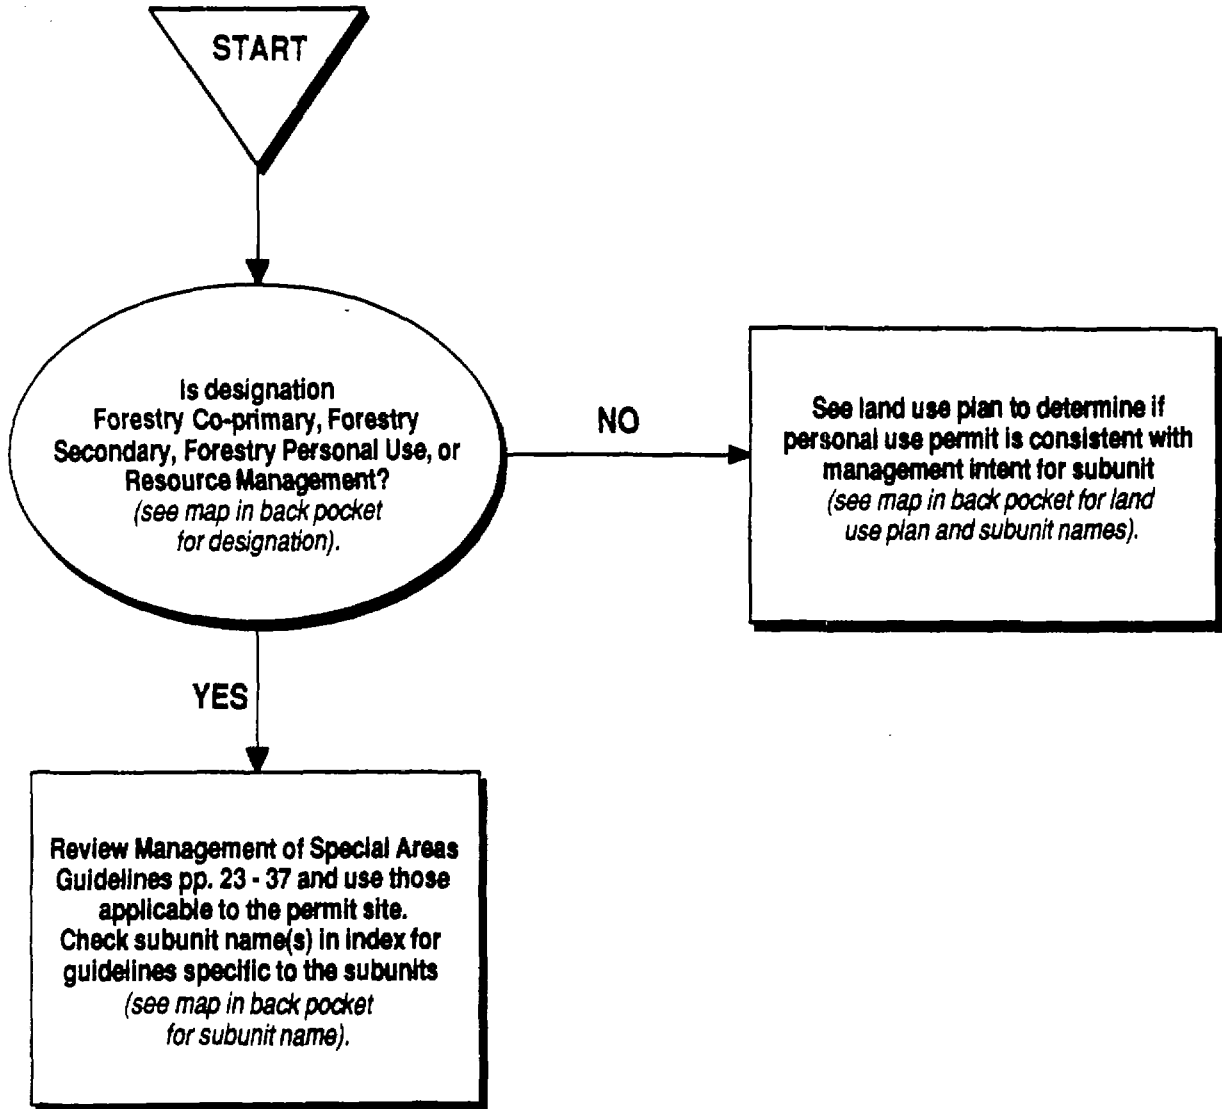 START
Is designation
Forestry Co-primary, Forestry
Secondary, Forestry Personal Use, or
Resource Management?
(see map in back pocket
for designation).
NO
See land use plan to determine if
personal use permit is consistent with
management intent for subunit
(see map in back pocket for land
use plan and subunit names).
YES
Review Management of Special Areas
Guidelines pp. 23 - 37 and use those
applicable to the permit site.
Check subunit name(s) in index for
guidelines specific to the subunits
(see map in back pocket
for subunit name).